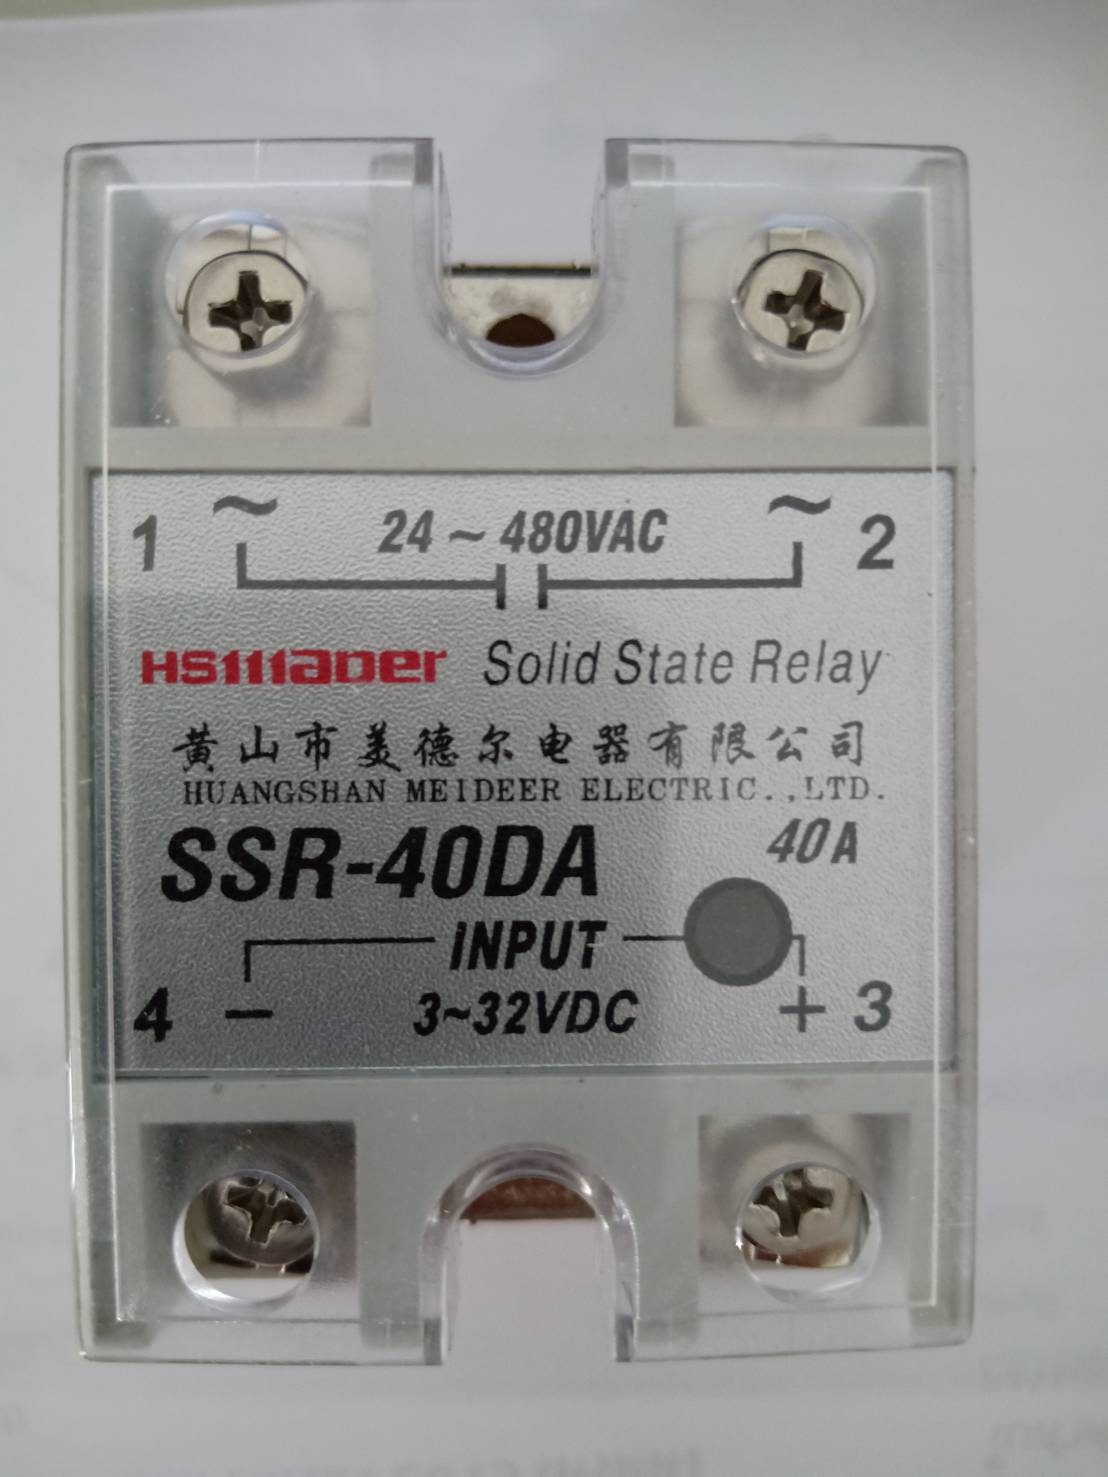 1 ~ 24~480VAC ~ 2
HSMaDer Solid State Relay
黄山市美德尔电器有限公司
HUANGSHAN MEIDEER ELECTRIC.,LTD.
40A
SSR-40DA
INPUT
4 − 3~32VDC + 3